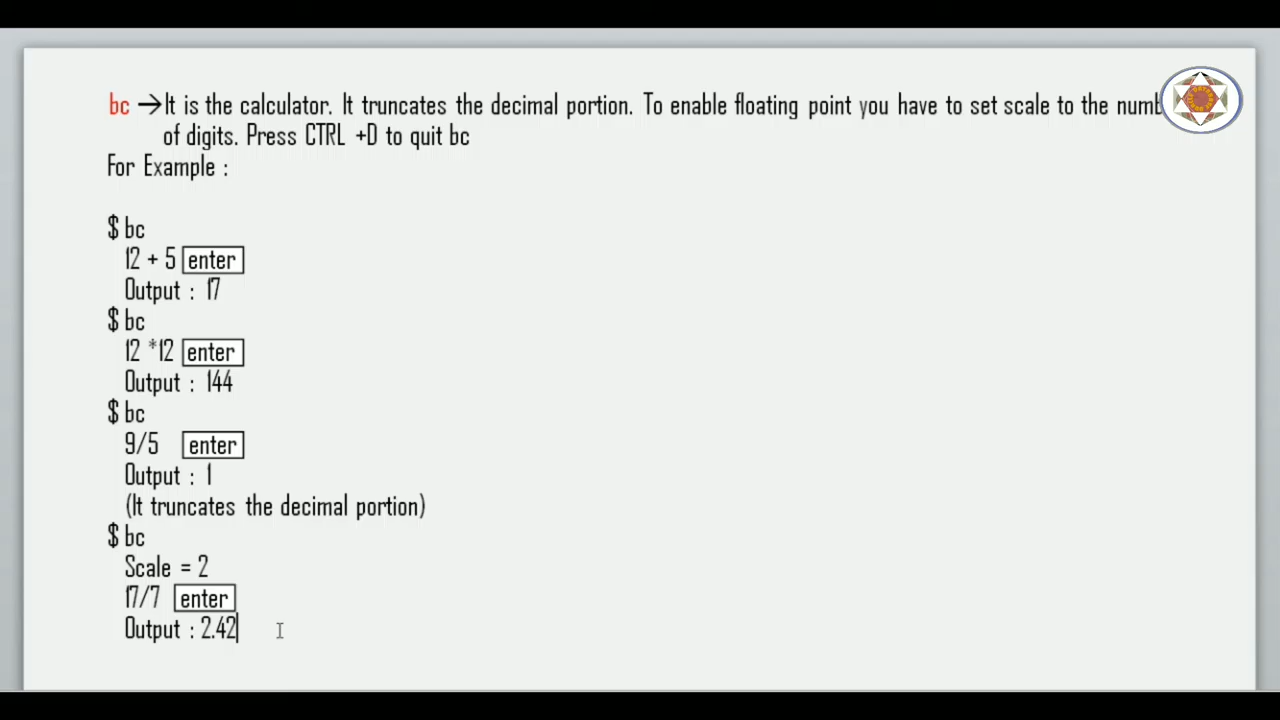 bc →It is the calculator. It truncates the decimal portion. To enable floating point you have to set scale to the numb
of digits. Press CTRL +D to quit bc
For Example :
$ bc
12 + 5 enter
Output : 17
$ bc
12 *12 enter
Output : 144
$ bc
9/5 enter
Output : 1
(It truncates the decimal portion)
$ bc
Scale = 2
17/7 enter
Output : 2.42